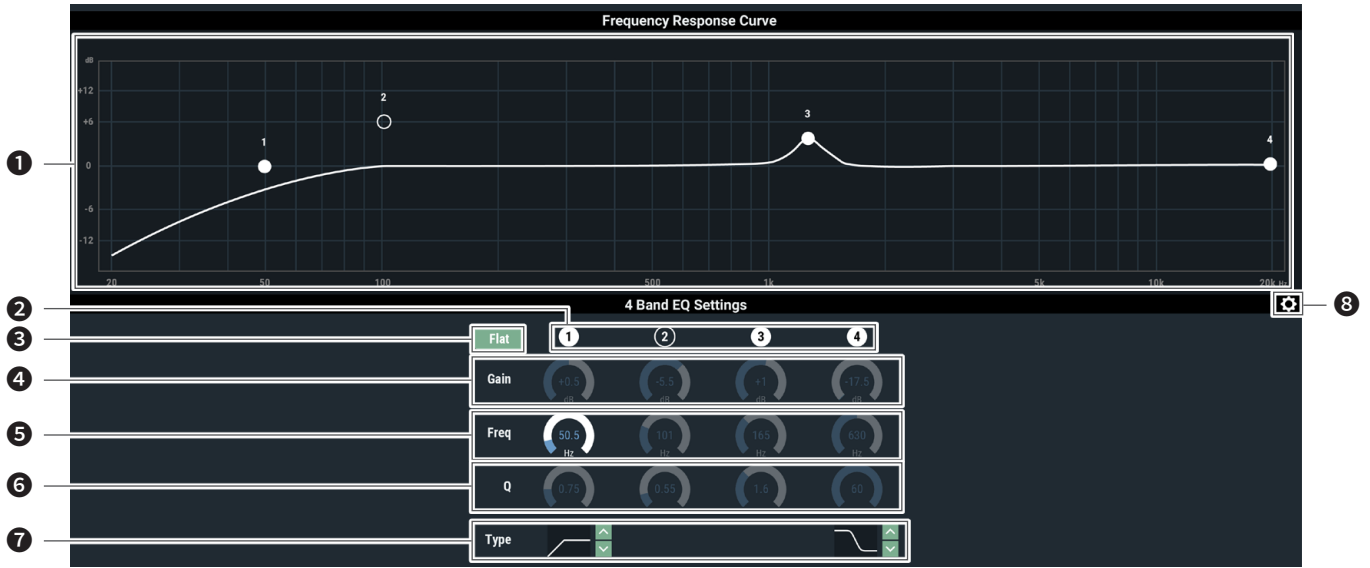 Frequency Response Curve
dB
+12
+6
0
-6
-12
1
2
3
4
20 50 100 500 1k 5k 10k 20k Hz
❶
4 Band EQ Settings
❷
❽
❸
Flat 1 2 3 4
❹
Gain +0.5 dB -5.5 dB +1 dB -17.5 dB
❺
Freq 50.5 Hz 101 Hz 165 Hz 630 Hz
❻
Q 0.75 0.55 1.6 60
❼
Type